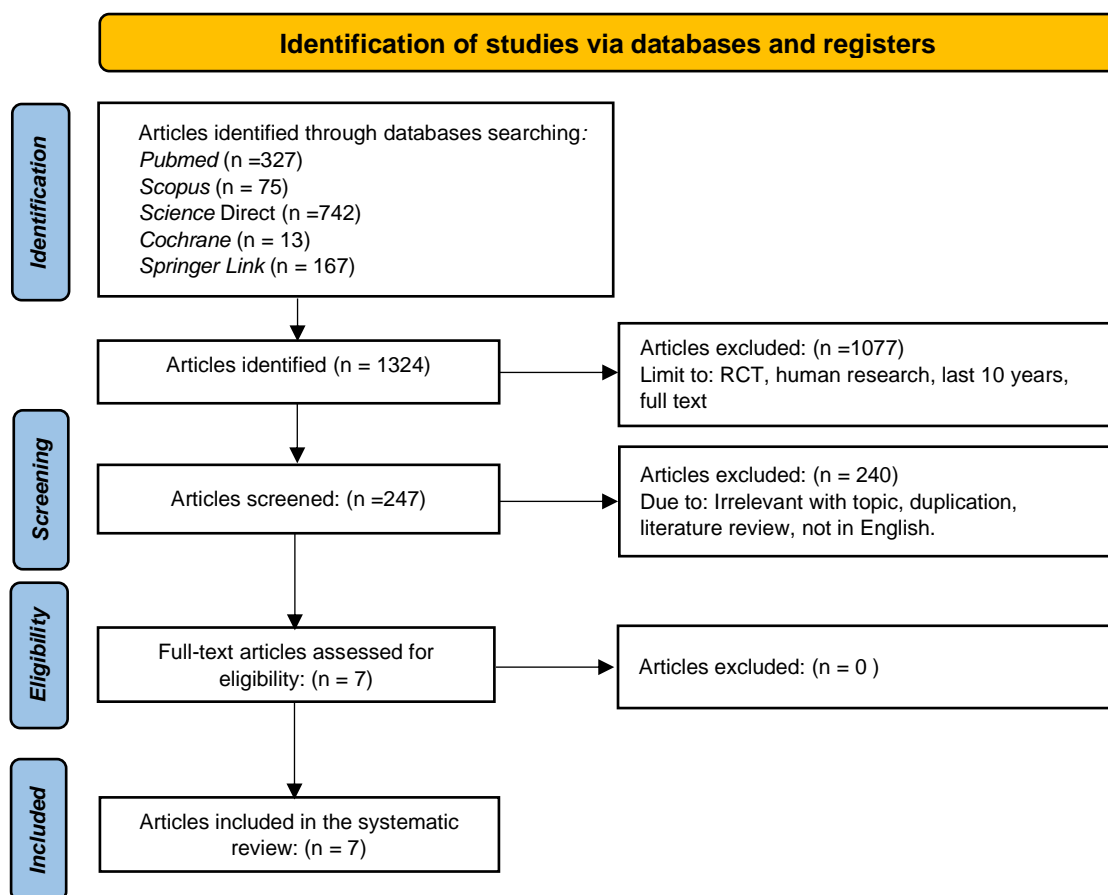 Identification of studies via databases and registers
Identification
Articles identified through databases searching:
Pubmed (n =327)
Scopus (n = 75)
Science Direct (n =742)
Cochrane (n = 13)
Springer Link (n = 167)
Articles identified (n = 1324)
Articles excluded: (n =1077)
Limit to: RCT, human research, last 10 years,
full text
Screening
Articles screened: (n =247)
Articles excluded: (n = 240)
Due to: Irrelevant with topic, duplication,
literature review, not in English.
Eligibility
Full-text articles assessed for
eligibility: (n = 7)
Articles excluded: (n = 0 )
Included
Articles included in the systematic
review: (n = 7)